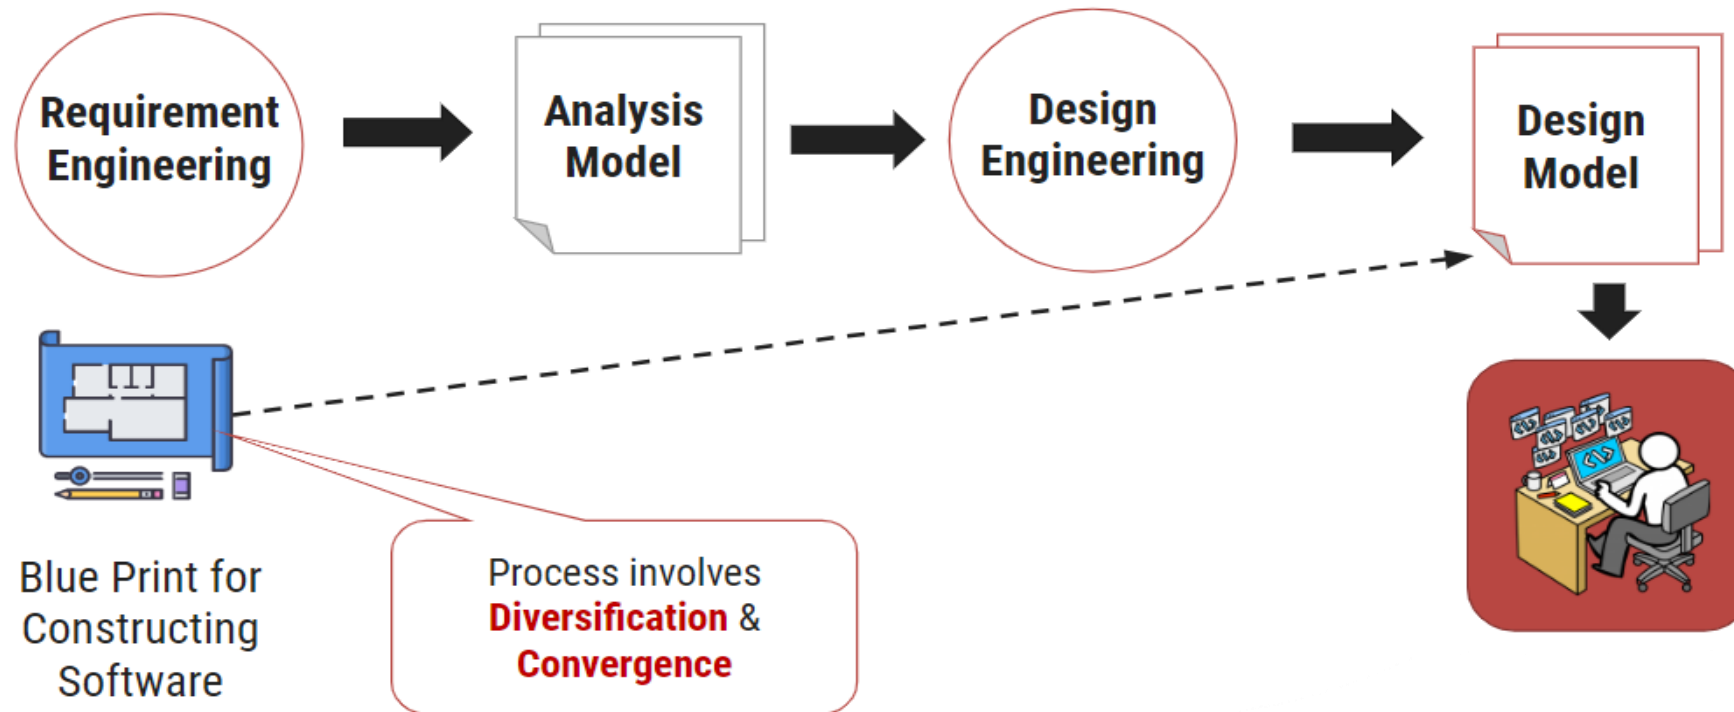 Requirement
Engineering
Analysis
Model
Design
Engineering
Design
Model
Blue Print for
Constructing
Software
Process involves
Diversification &
Convergence